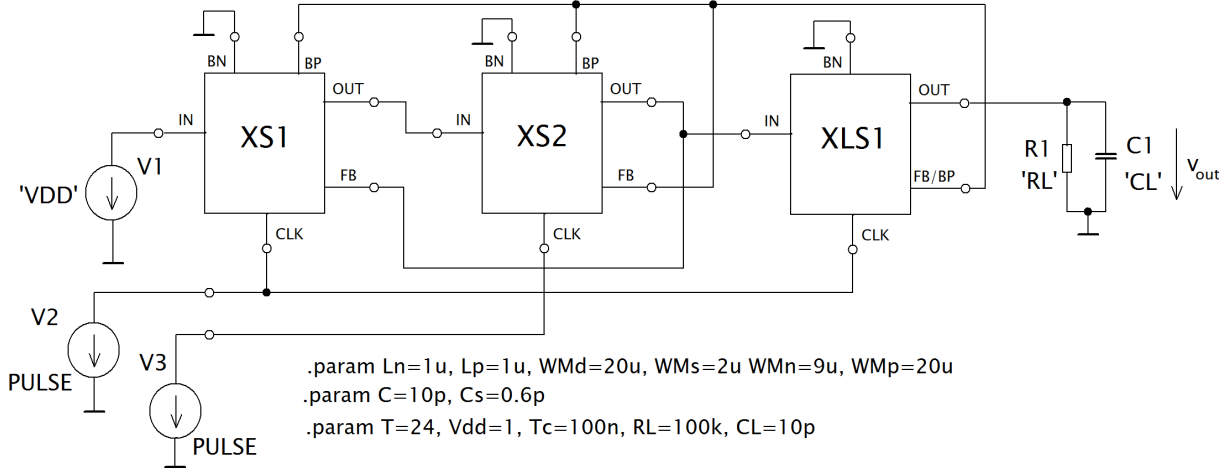 BN
BP
OUT
IN
XS1
FB
CLK
V1
'VDD'
BN
BP
OUT
IN
XS2
FB
CLK
BN
OUT
IN
XLS1
FB/BP
CLK
R1
'RL'
C1
'CL'
vout
V2
PULSE
V3
PULSE
.param Ln=1u, Lp=1u, WMd=20u, WMs=2u WMn=9u, WMp=20u
.param C=10p, Cs=0.6p
.param T=24, Vdd=1, Tc=100n, RL=100k, CL=10p